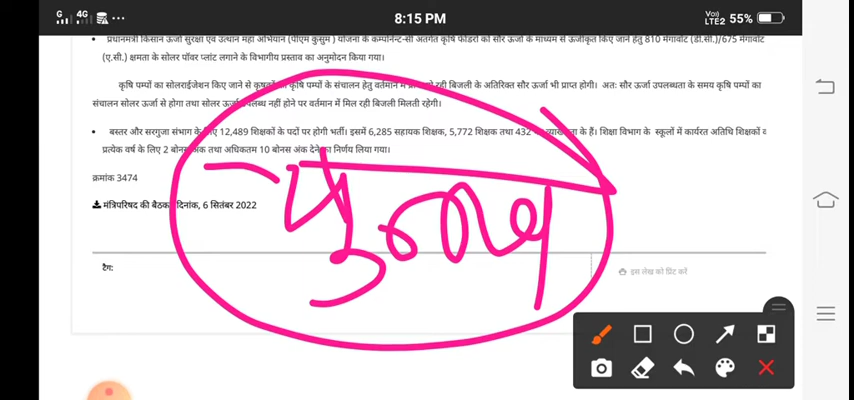 G 4G 8:15 PM Vo) LTE2 55%
प्रधानमंत्री किसान ऊर्जा सुरक्षा एवं उत्थान महा अभियान (पीएम कुसुम ) योजना के कम्पोनेन्ट-सी अंतर्गत कृषि फीडरों को सौर ऊर्जा के माध्यम से ऊर्जीकृत किए जाने हेतु 810 मेगावॉट (डी.सी.)/675 मेगावॉट
(ए.सी.) क्षमता के सोलर पॉवर प्लांट लगाने के विभागीय प्रस्ताव का अनुमोदन किया गया।
कृषि पम्पों का सोलराईजेशन किए जाने से कृषकों को कृषि पम्पों के संचालन हेतु वर्तमान में प्राप्त हो रही बिजली के अतिरिक्त सौर ऊर्जा भी प्राप्त होगी। अतः सौर ऊर्जा उपलब्धता के समय कृषि पम्पों का
संचालन सोलर ऊर्जा से होगा तथा सोलर ऊर्जा उपलब्ध नहीं होने पर वर्तमान में मिल रही बिजली मिलती रहेगी।
बस्तर और सरगुजा संभाग के लिए 12,489 शिक्षकों के पदों पर होगी भर्ती। इसमें 6,285 सहायक शिक्षक, 5,772 शिक्षक तथा 432 पद व्याख्याता के हैं। शिक्षा विभाग के स्कूलों में कार्यरत अतिथि शिक्षकों
प्रत्येक वर्ष के लिए 2 बोनस अंक तथा अधिकतम 10 बोनस अंक देने का निर्णय लिया गया।
क्रमांक 3474
मंत्रिपरिषद की बैठक दिनांक, 6 सितंबर 2022
टैग:
इस लेख को प्रिंट करें